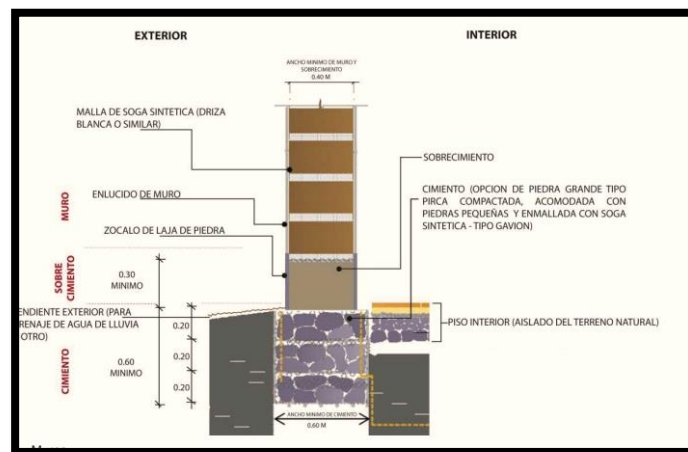 EXTERIOR
INTERIOR
ANCHO MINIMO DE MURO Y
SOBRECIMIENTO
0.40 M
MALLA DE SOGA SINTETICA (DRIZA
BLANCA O SIMILAR)
SOBRECIMIENTO
CIMIENTO (OPCION DE PIEDRA GRANDE TIPO
PIRCA COMPACTADA, ACOMODADA CON
PIEDRAS PEQUEÑAS Y ENMALLADA CON SOGA
SINTETICA - TIPO GAVION)
MURO
ENLUCIDO DE MURO
ZOCALO DE LAJA DE PIEDRA
SOBRE
CIMIENTO
0.30
MINIMO
ENDIENTE EXTERIOR (PARA
RENAJE DE AGUA DE LLUVIA
OTRO)
PISO INTERIOR (AISLADO DEL TERRENO NATURAL)
CIMIENTO
0.60
MINIMO
0.20
0.20
0.20
ANCHO MINIMO DE CIMIENTO
0.60 M